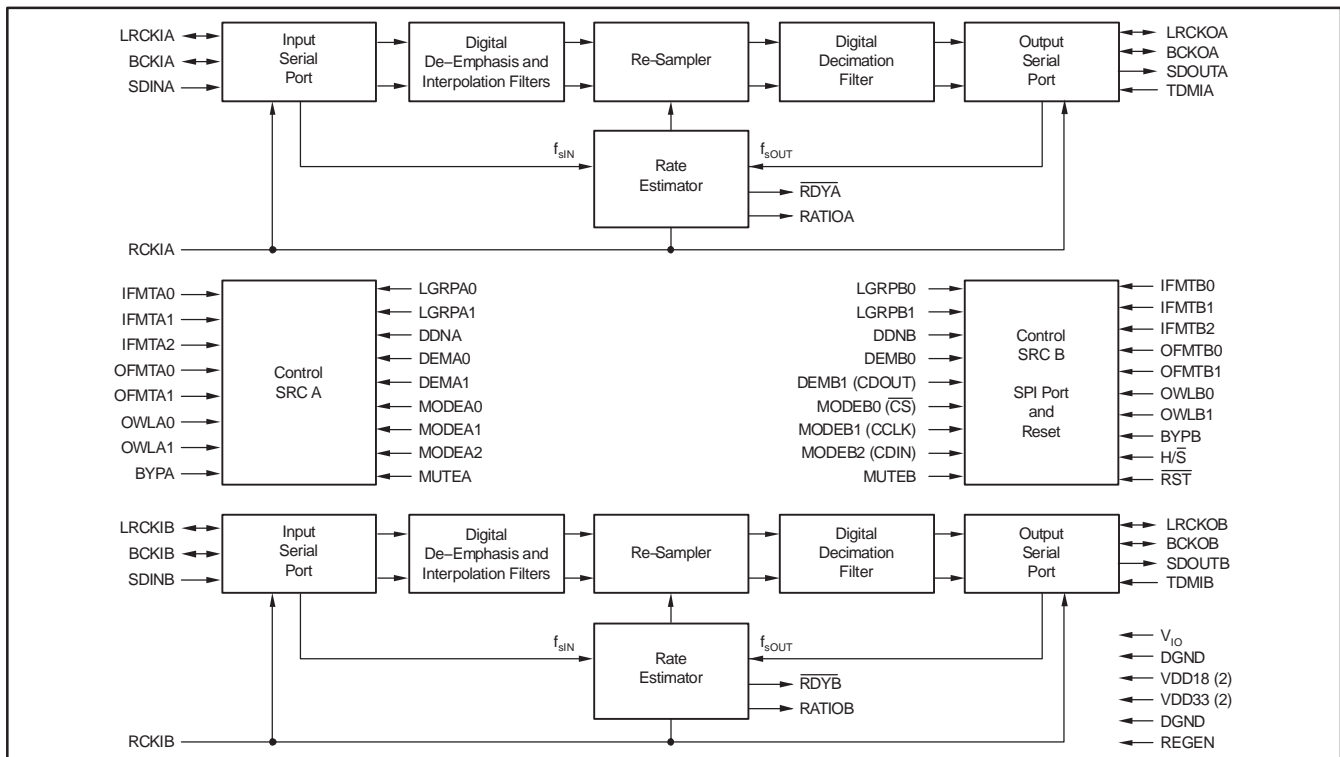 LRCKIA
BCKIA
SDINA
Input
Serial
Port
Digital
De–Emphasis and
Interpolation Filters
Re–Sampler
Digital
Decimation
Filter
Output
Serial
Port
LRCKOA
BCKOA
SDOUTA
TDMIA
fsIN
Rate
Estimator
fsOUT
RDYA
RATIOA
RCKIA
IFMTA0
IFMTA1
IFMTA2
OFMTA0
OFMTA1
OWLA0
OWLA1
BYPA
Control
SRC A
LGRPA0
LGRPA1
DDNA
DEMA0
DEMA1
MODEA0
MODEA1
MODEA2
MUTEA
LGRPB0
LGRPB1
DDNB
DEMB0
DEMB1 (CDOUT)
MODEB0 (CS)
MODEB1 (CCLK)
MODEB2 (CDIN)
MUTEB
Control
SRC B
SPI Port
and
Reset
IFMTB0
IFMTB1
IFMTB2
OFMTB0
OFMTB1
OWLB0
OWLB1
BYPB
H/S
RST
LRCKIB
BCKIB
SDINB
Input
Serial
Port
Digital
De–Emphasis and
Interpolation Filters
Re–Sampler
Digital
Decimation
Filter
Output
Serial
Port
LRCKOB
BCKOB
SDOUTB
TDMIB
fsIN
Rate
Estimator
fsOUT
RDYB
RATIOB
RCKIB
VIO
DGND
VDD18 (2)
VDD33 (2)
DGND
REGEN